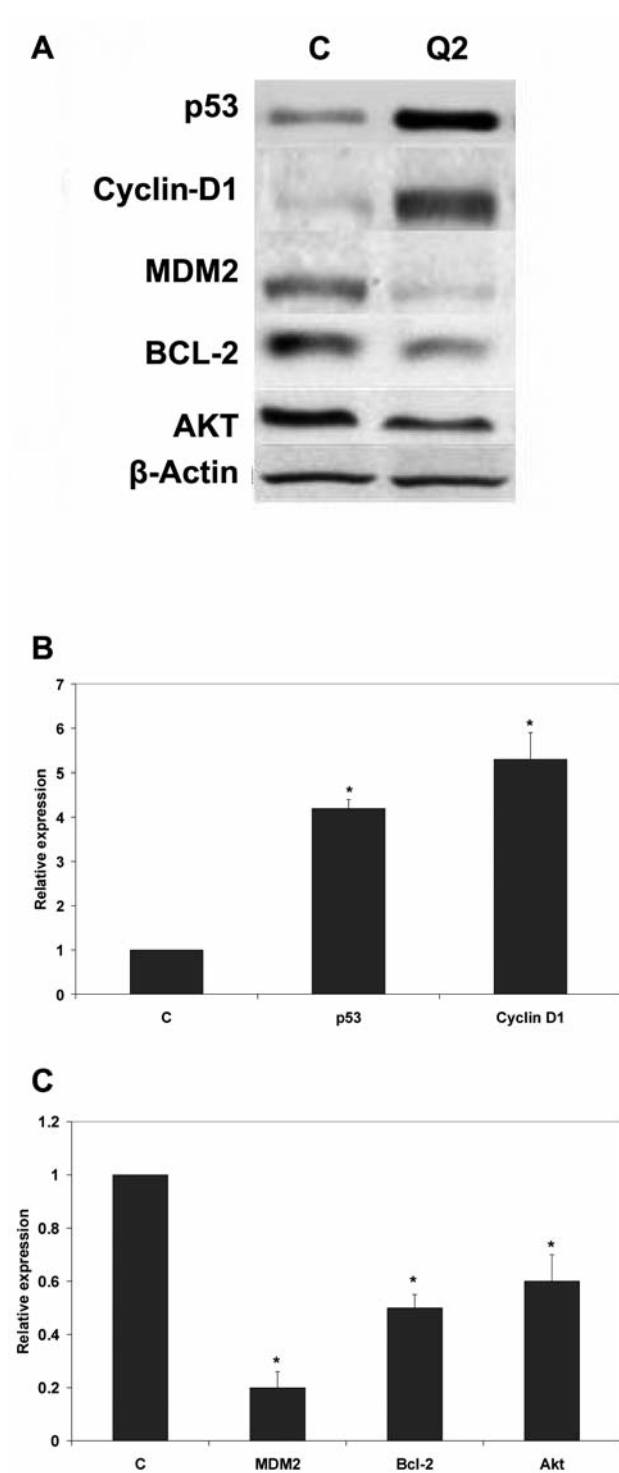 A
C Q2
p53
Cyclin-D1
MDM2
BCL-2
AKT
β-Actin
B
7
6
5
4
3
2
1
0
Relative expression
*
*
C p53 Cyclin D1
C
1.2
1
0.8
0.6
0.4
0.2
0
Relative expression
*
*
*
C MDM2 Bcl-2 Akt